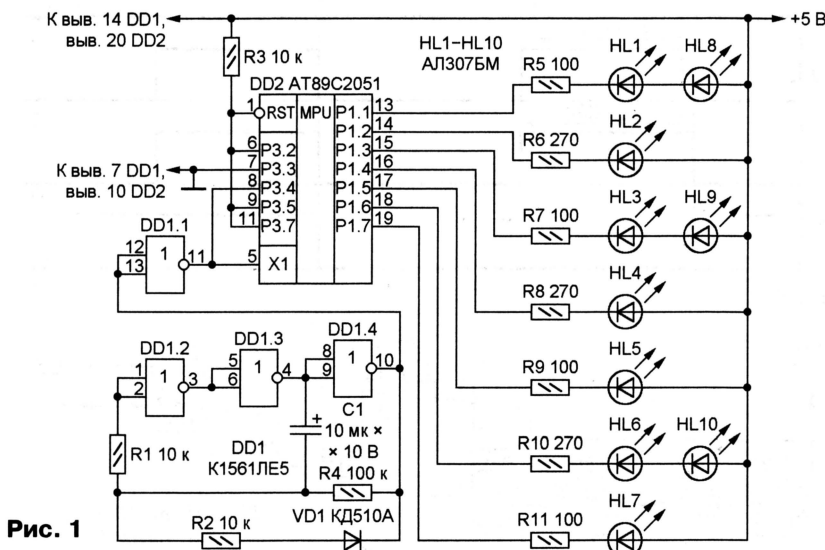 К выв. 14 DD1,
выв. 20 DD2
+5 В
R3 10 к
HL1–HL10
АЛ307БМ
DD2 AT89C2051
1
RST
MPU
6
P3.2
7
P3.3
8
P3.4
9
P3.5
11
P3.7
5
X1
P1.1
13
P1.2
14
P1.3
15
P1.4
16
P1.5
17
P1.6
18
P1.7
19
К выв. 7 DD1,
выв. 10 DD2
R5 100
HL1
HL8
R6 270
HL2
R7 100
HL3
HL9
R8 270
HL4
R9 100
HL5
R10 270
HL6
HL10
R11 100
HL7
DD1.1
12
13
1
11
DD1.2
1
2
1
3
DD1.3
5
6
1
4
DD1.4
8
9
1
10
C1
+
10 мк ×
× 10 В
R1 10 к
DD1
К1561ЛЕ5
R4 100 к
R2 10 к
VD1 КД510А
Рис. 1